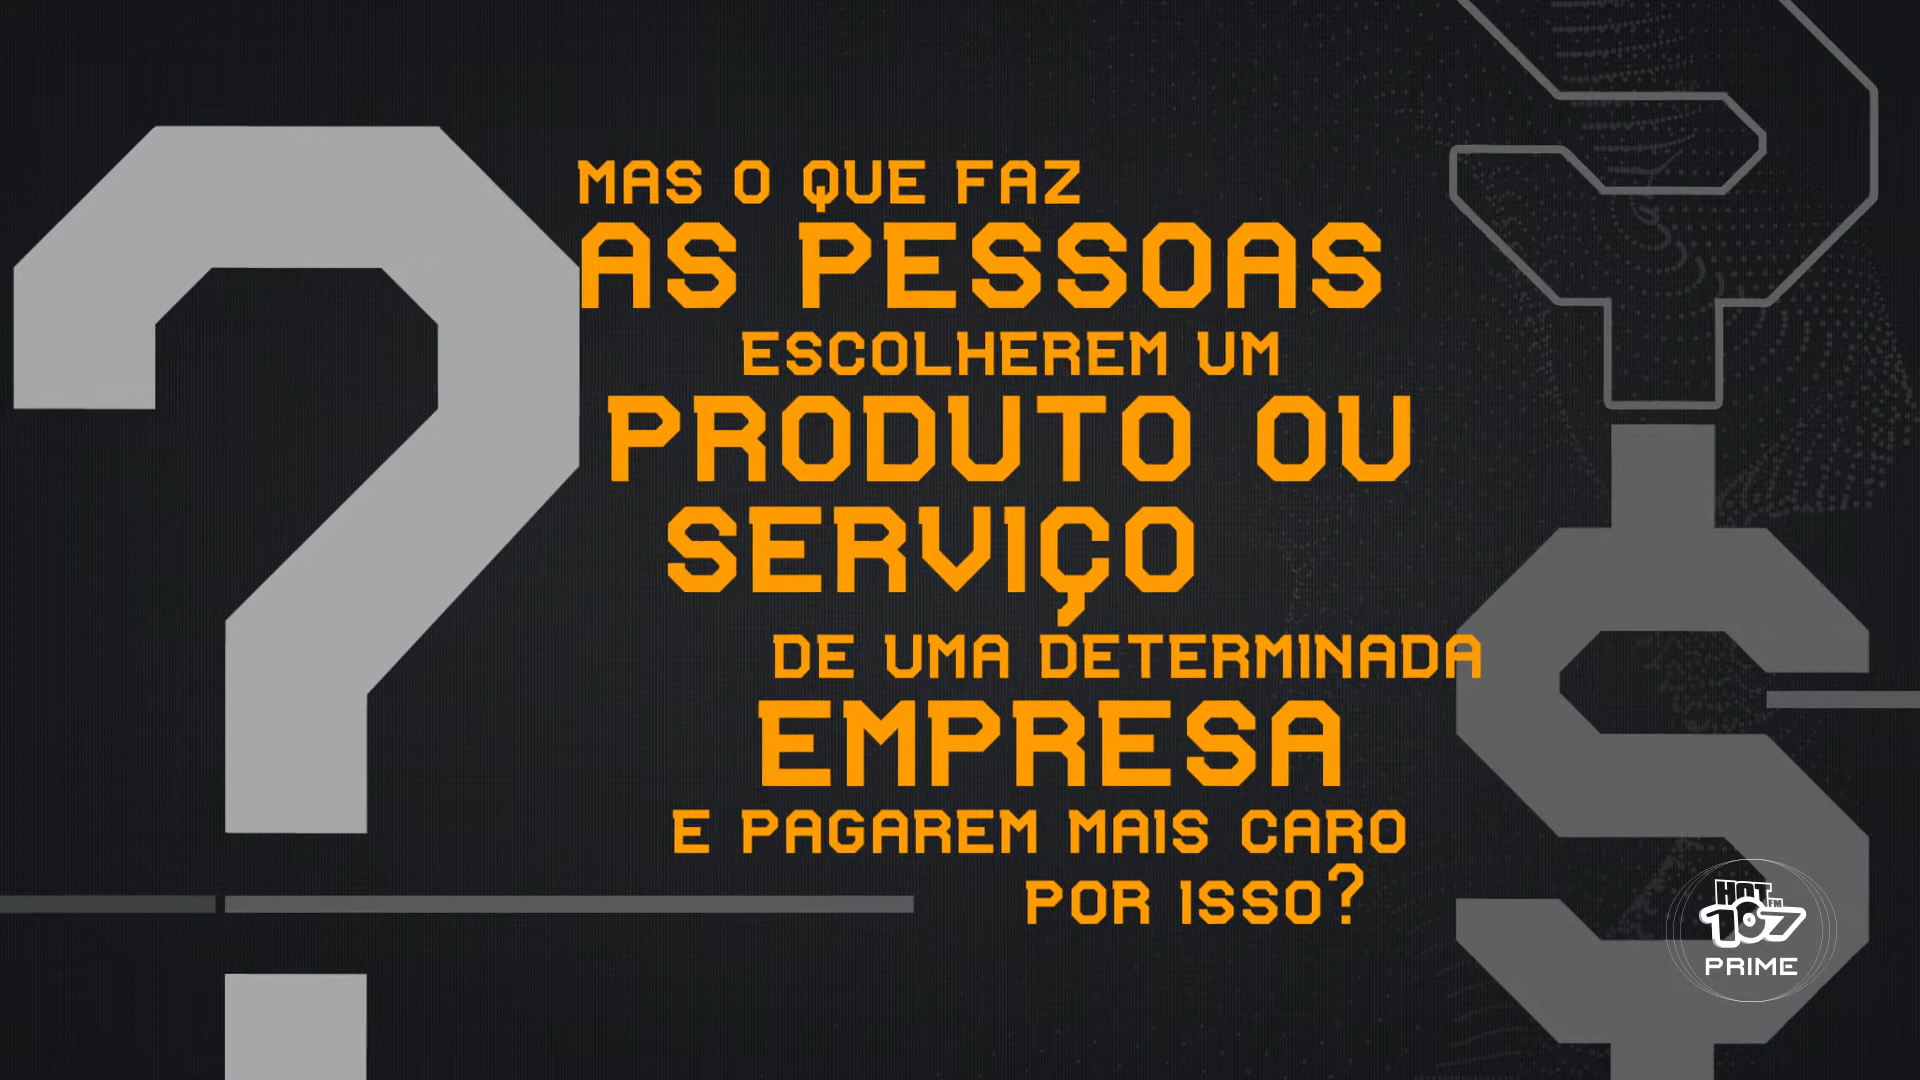 MAS O QUE FAZ
AS PESSOAS
ESCOLHEREM UM
PRODUTO OU
SERVIÇO
DE UMA DETERMINADA
EMPRESA
E PAGAREM MAIS CARO
POR ISSO?
HOT
FM
107
PRIME